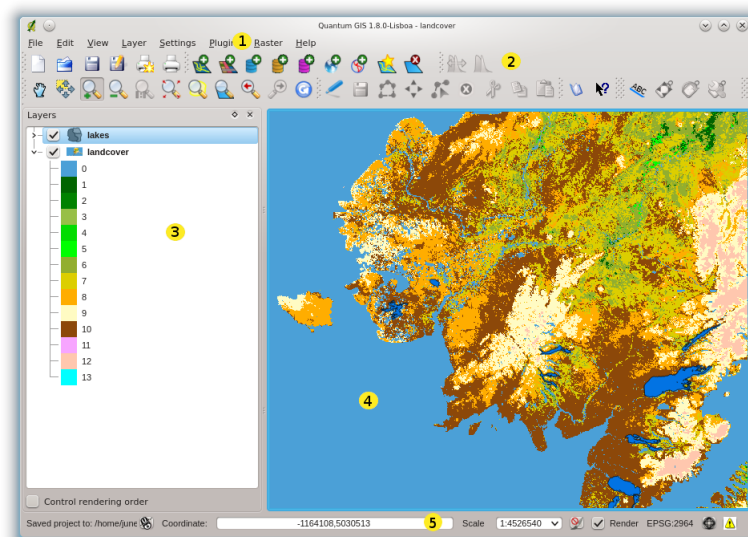 Quantum GIS 1.8.0-Lisboa - landcover
File Edit View Layer Settings Plugin 1 Raster Help
2
ABC
Layers
lakes
landcover
0
1
2
3
4
5
6
7
8
9
10
11
12
13
3
4
Control rendering order
Saved project to: /home/june Coordinate: -1164108,5030513 5 Scale 1:4526540 Render EPSG:2964